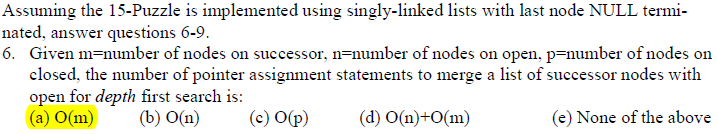 Assuming the 15-Puzzle is implemented using singly-linked lists with last node NULL termi-
nated, answer questions 6-9.
6. Given m=number of nodes on successor, n=number of nodes on open, p=number of nodes on
closed, the number of pointer assignment statements to merge a list of successor nodes with
open for depth first search is:
(a) O(m) (b) O(n) (c) O(p) (d) O(n)+O(m) (e) None of the above